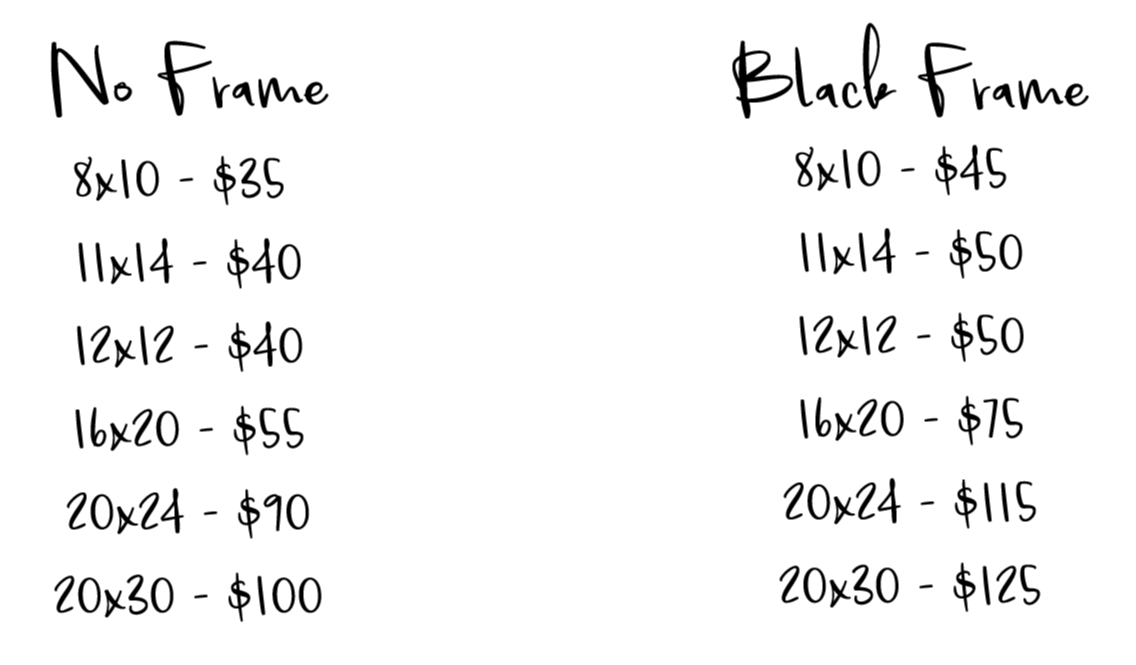 No Frame
8x10 - $35
11x14 - $40
12x12 - $40
16x20 - $55
20x24 - $90
20x30 - $100
Black Frame
8x10 - $45
11x14 - $50
12x12 - $50
16x20 - $75
20x24 - $115
20x30 - $125